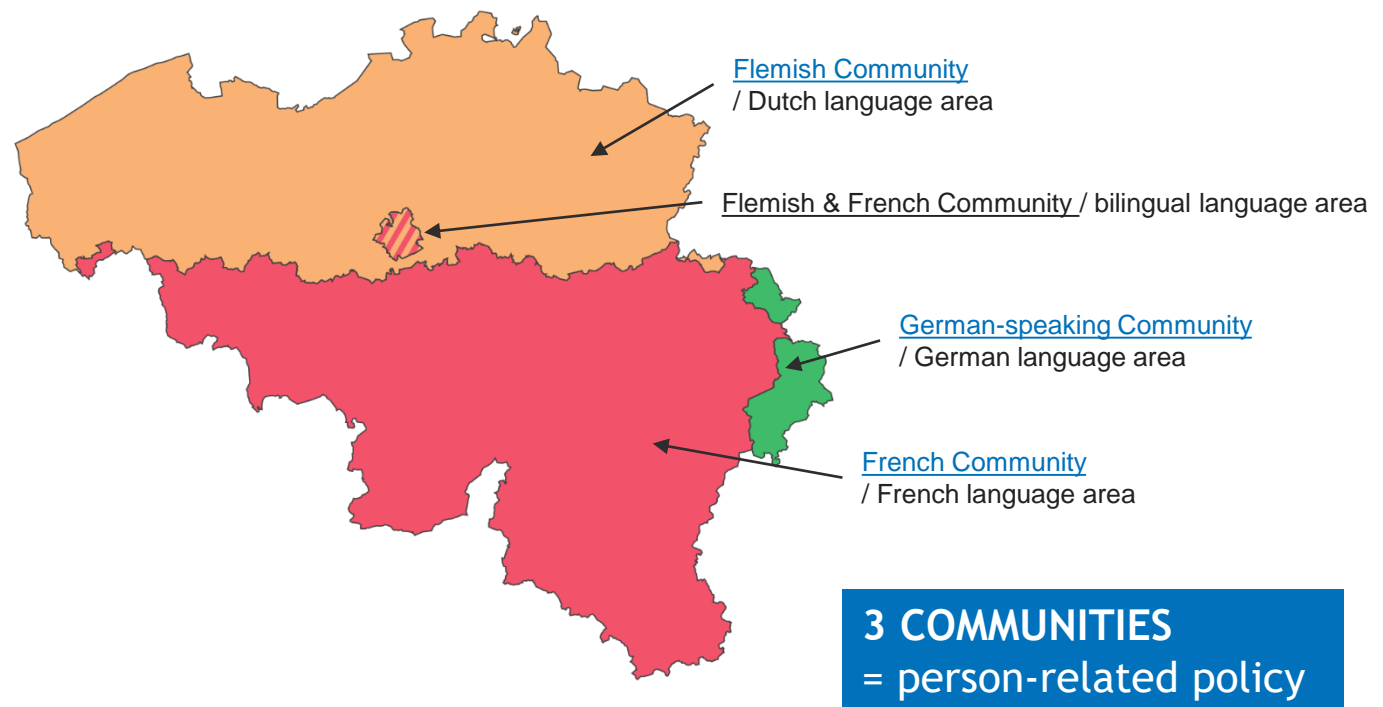 Flemish Community
/ Dutch language area
Flemish & French Community / bilingual language area
German-speaking Community
/ German language area
French Community
/ French language area
3 COMMUNITIES
= person-related policy